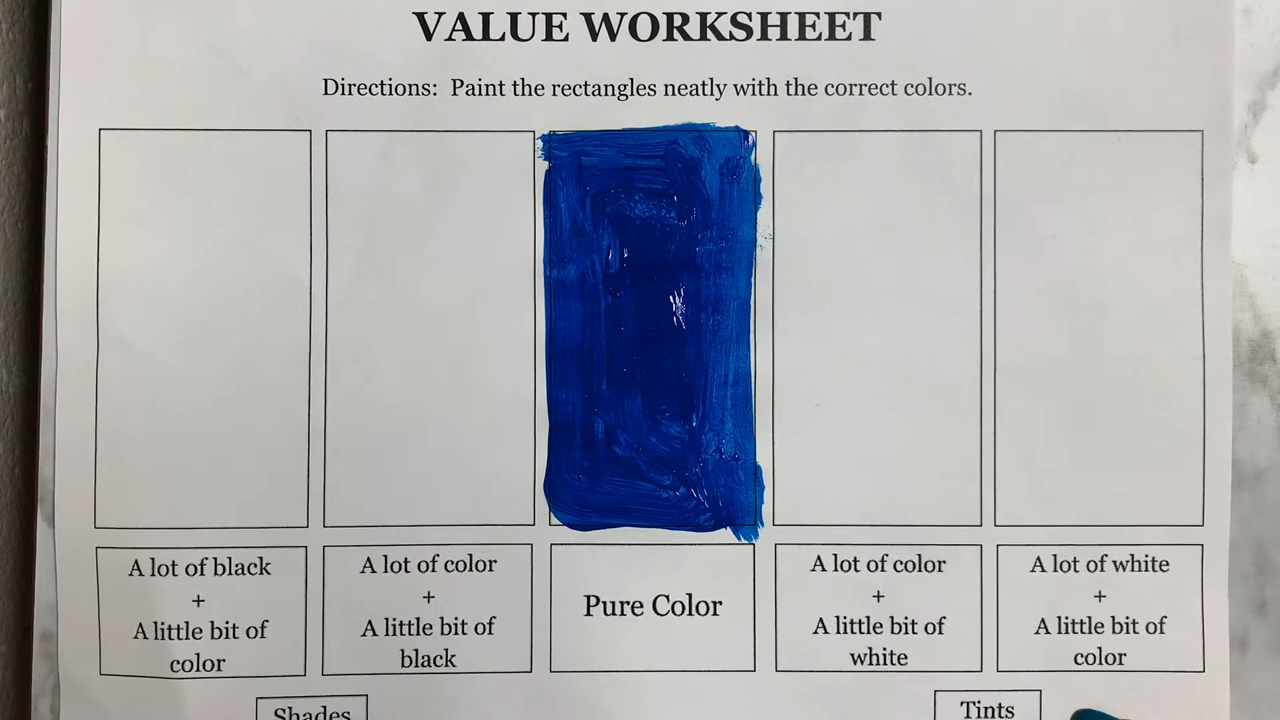 VALUE WORKSHEET
Directions:  Paint the rectangles neatly with the correct colors.
A lot of black
+
A little bit of
color
A lot of color
+
A little bit of
black
Pure Color
A lot of color
+
A little bit of
white
A lot of white
+
A little bit of
color
Shades
Tints